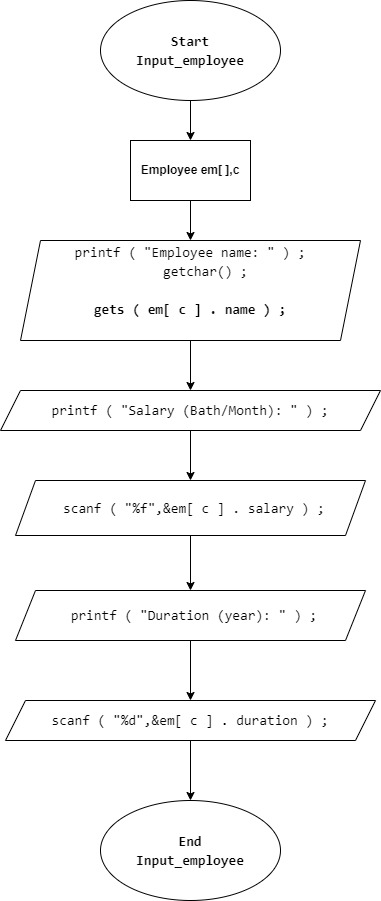 Start
Input_employee
Employee em[ ],c
printf ( "Employee name: " ) ;
getchar() ;
gets ( em[ c ] . name ) ;
printf ( "Salary (Bath/Month): " ) ;
scanf ( "%f",&em[ c ] . salary ) ;
printf ( "Duration (year): " ) ;
scanf ( "%d",&em[ c ] . duration ) ;
End
Input_employee